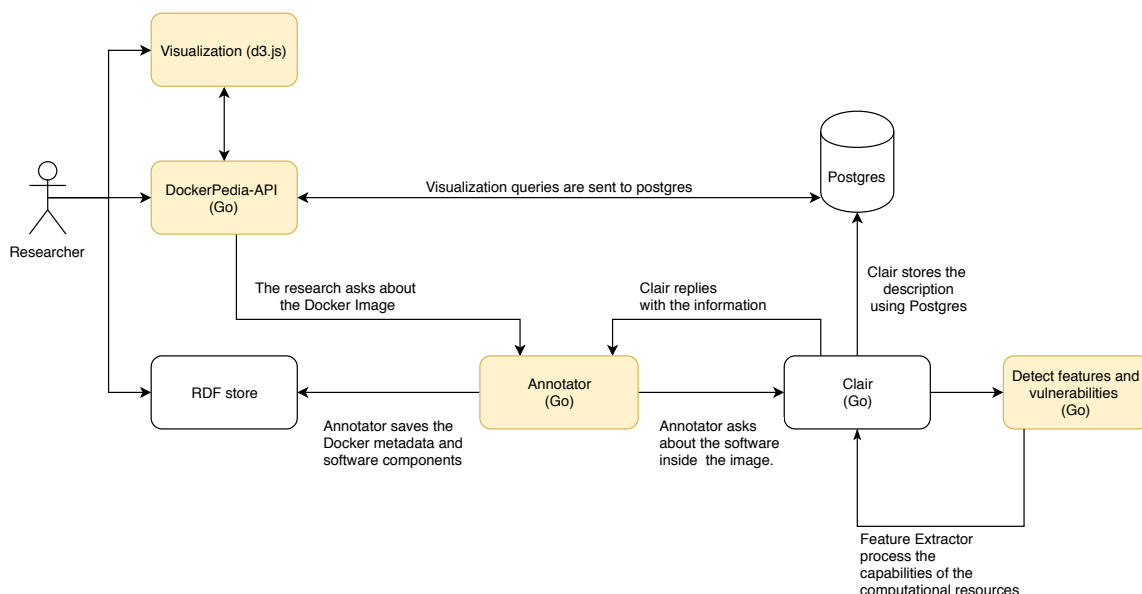 Visualization (d3.js)
DockerPedia-API
(Go)
Visualization queries are sent to postgres
Postgres
Researcher
The research asks about
the Docker Image
Clair replies
with the information
Clair stores the
description
using Postgres
RDF store
Annotator
(Go)
Clair
(Go)
Detect features and
vulnerabilities
(Go)
Annotator saves the
Docker metadata and
software components
Annotator asks
about the software
inside the image.
Feature Extractor
process the
capabilities of the
computational resources